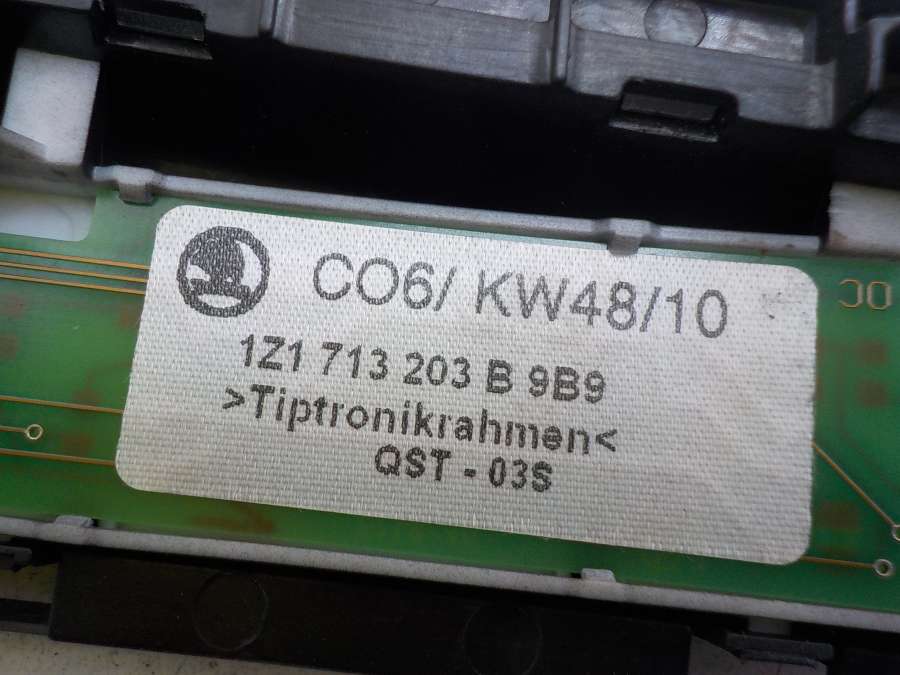 CO6/ KW48/10
1Z1 713 203 B 9B9
>Tiptronikrahmen<
QST - 03S